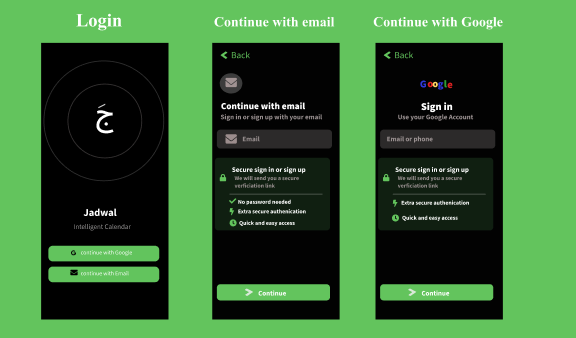 Login
جَ
Jadwal
Intelligent Calendar
G continue with Google
continue with Email
Continue with email
< Back
Continue with email
Sign in or sign up with your email
Email
Secure sign in or sign up
We will send you a secure
verficiation link
No password needed
Extra secure authenication
Quick and easy access
Continue
Continue with Google
< Back
Google
Sign in
Use your Google Account
Email or phone
Secure sign in or sign up
We will send you a secure
verficiation link
Extra secure authenication
Quick and easy access
Continue